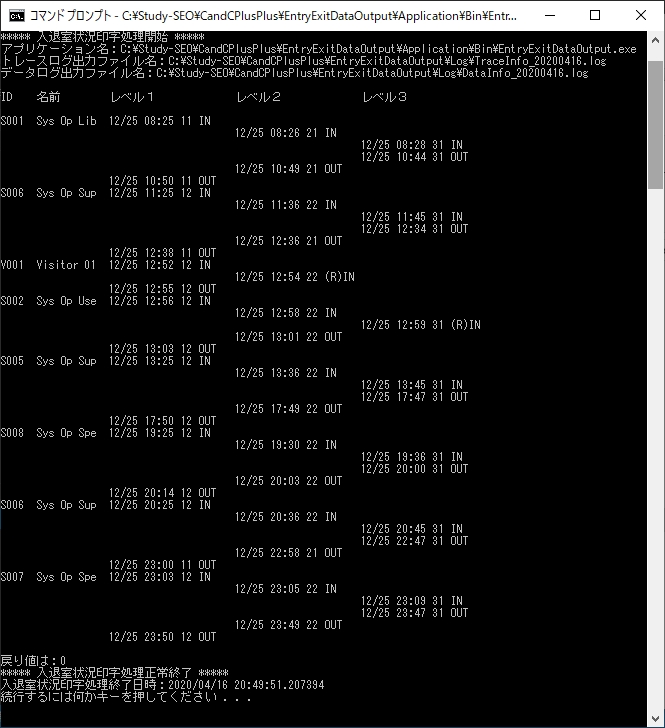 コマンド プロンプト - C:¥Study-SEO¥CandCPlusPlus¥EntryExitDataOutput¥Application¥Bin¥Entr...
***** 入退室状況印字処理開始 *****
アプリケーション名：C:¥Study-SEO¥CandCPlusPlus¥EntryExitDataOutput¥Application¥Bin¥EntryExitDataOutput.exe
トレースログ出力ファイル名：C:¥Study-SEO¥CandCPlusPlus¥EntryExitDataOutput¥Log¥TraceInfo_20200416.log
データログ出力ファイル名：C:¥Study-SEO¥CandCPlusPlus¥EntryExitDataOutput¥Log¥DataInfo_20200416.log
ID 名前 レベル１ レベル２ レベル３
S001 Sys Op Lib 12/25 08:25 11 IN
12/25 08:26 21 IN
12/25 08:28 31 IN
12/25 10:44 31 OUT
12/25 10:49 21 OUT
12/25 10:50 11 OUT
S006 Sys Op Sup 12/25 11:25 12 IN
12/25 11:36 22 IN
12/25 11:45 31 IN
12/25 12:34 31 OUT
12/25 12:36 21 OUT
12/25 12:38 11 OUT
V001 Visitor 01 12/25 12:52 12 IN
12/25 12:54 22 (R)IN
12/25 12:55 12 OUT
S002 Sys Op Use 12/25 12:56 12 IN
12/25 12:58 22 IN
12/25 12:59 31 (R)IN
12/25 13:01 22 OUT
12/25 13:03 12 OUT
S005 Sys Op Sup 12/25 13:25 12 IN
12/25 13:36 22 IN
12/25 13:45 31 IN
12/25 17:47 31 OUT
12/25 17:49 22 OUT
12/25 17:50 12 OUT
S008 Sys Op Spe 12/25 19:25 12 IN
12/25 19:30 22 IN
12/25 19:36 31 IN
12/25 20:00 31 OUT
12/25 20:03 22 OUT
12/25 20:14 12 OUT
S006 Sys Op Sup 12/25 20:25 12 IN
12/25 20:36 22 IN
12/25 20:45 31 IN
12/25 22:47 31 OUT
12/25 22:58 21 OUT
12/25 23:00 11 OUT
S007 Sys Op Spe 12/25 23:03 12 IN
12/25 23:05 22 IN
12/25 23:09 31 IN
12/25 23:47 31 OUT
12/25 23:49 22 OUT
12/25 23:50 12 OUT
戻り値は：0
***** 入退室状況印字処理正常終了 *****
入退室状況印字処理終了日時：2020/04/16 20:49:51.207394
続行するには何かキーを押してください . . .